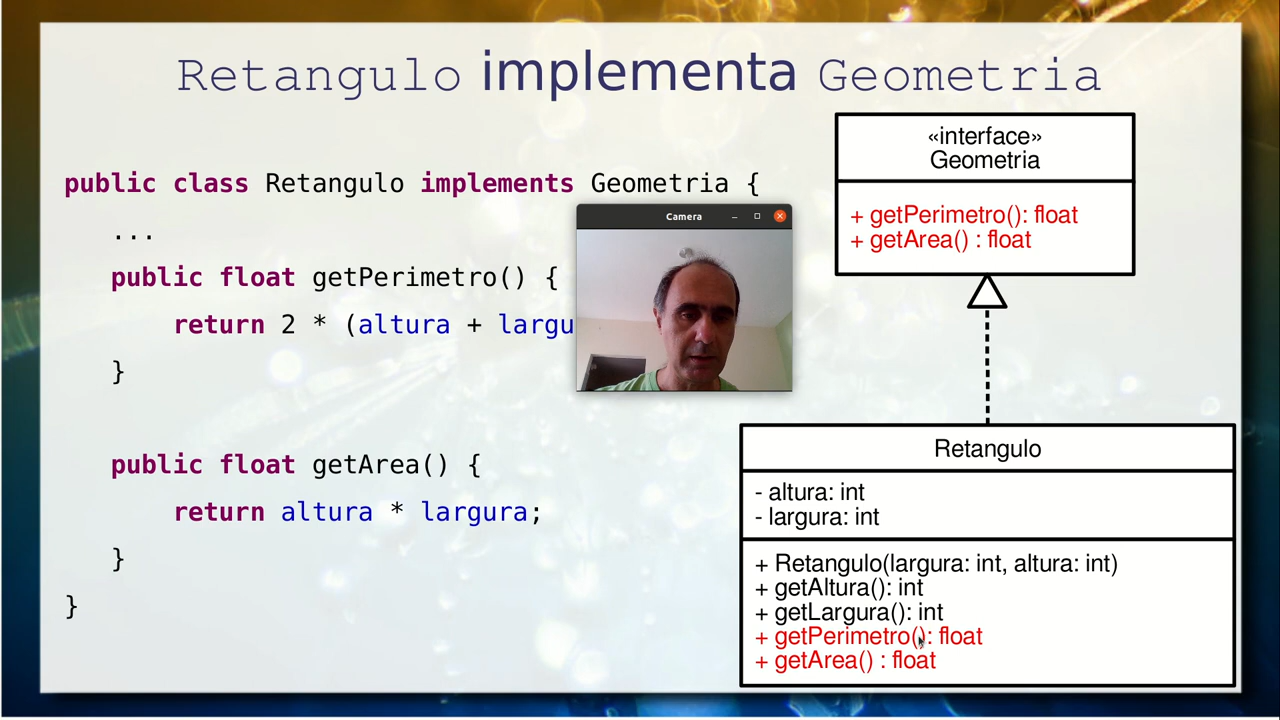 Retangulo implementa Geometria
public class Retangulo implements Geometria {
...
public float getPerimetro() {
return 2 * (altura + largu
}
public float getArea() {
return altura * largura;
}
}
Camera
«interface»
Geometria
+ getPerimetro(): float
+ getArea() : float
Retangulo
- altura: int
- largura: int
+ Retangulo(largura: int, altura: int)
+ getAltura(): int
+ getLargura(): int
+ getPerimetro(): float
+ getArea() : float